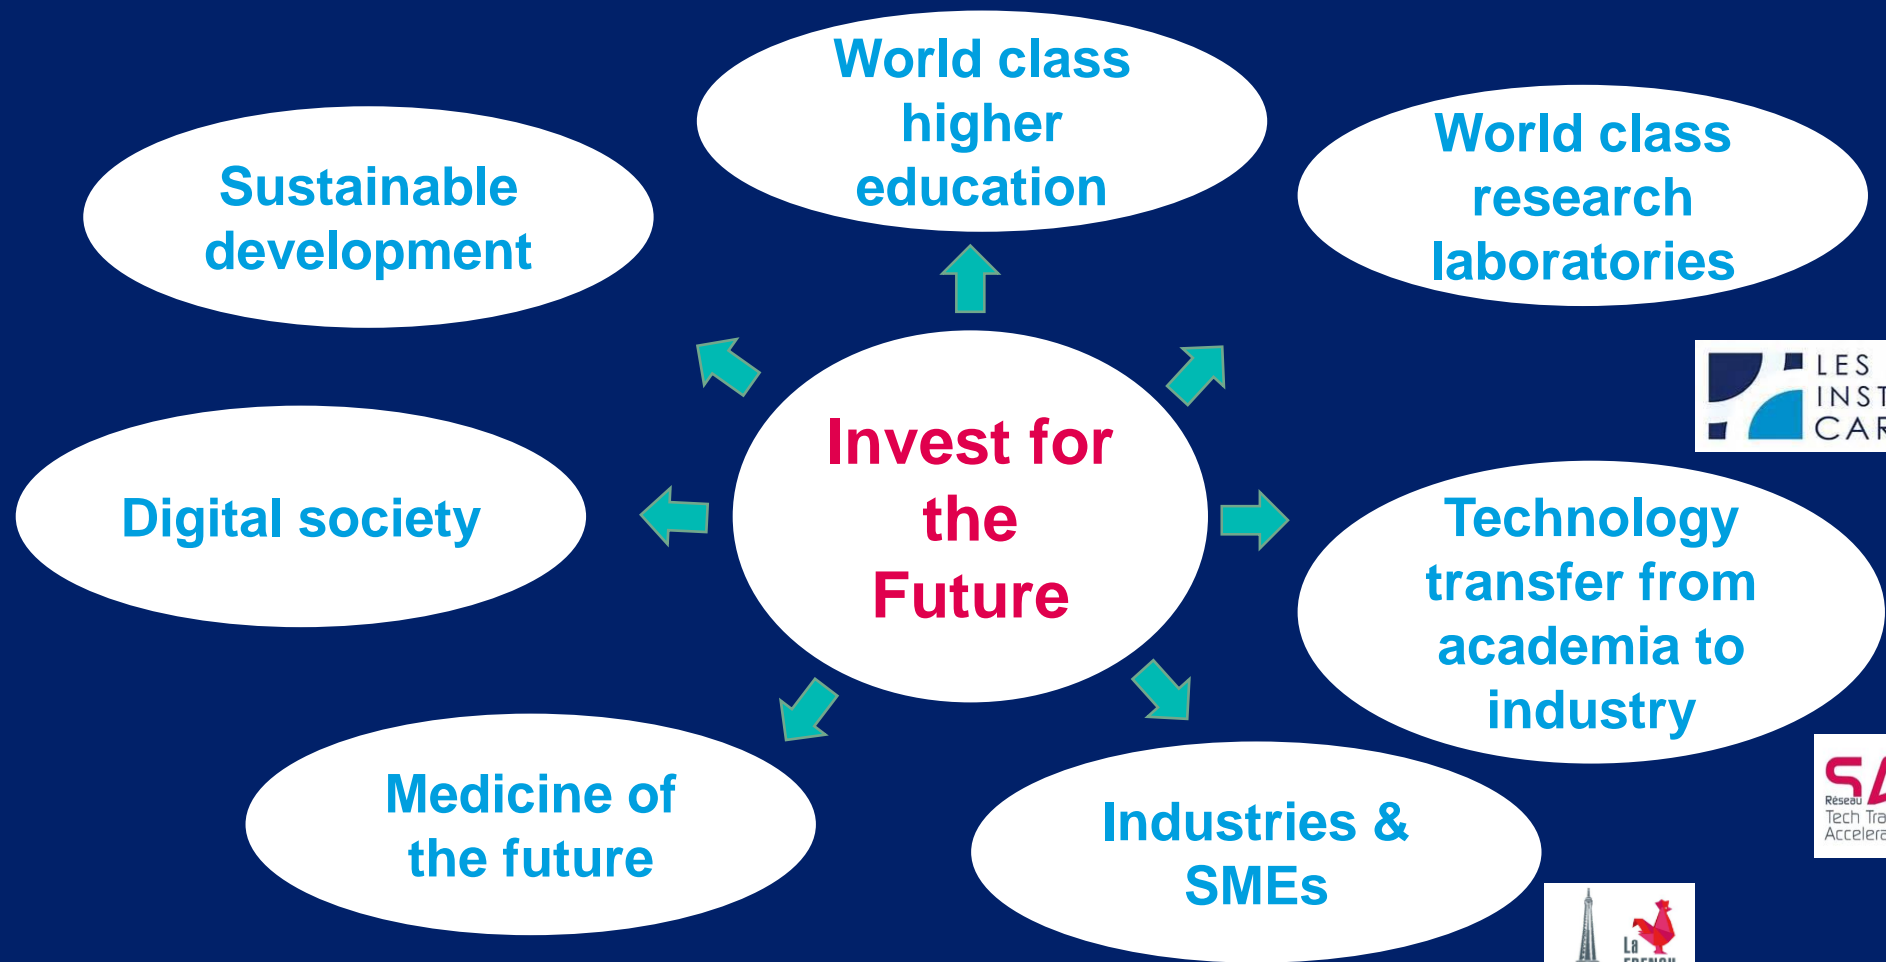 World class
higher
education
Sustainable
development
World class
research
laboratories
Invest for
the
Future
LES
Digital society
Technology
transfer from
academia to
industry
Medicine of
the future
Industries &
SMEs
Réseau
Tech
La